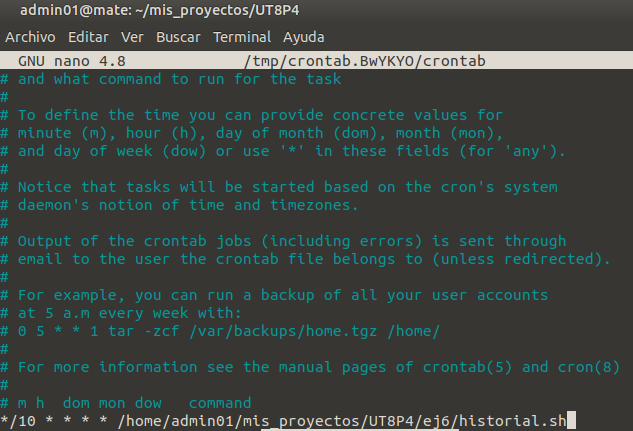 admin01@mate: ~/mis_proyectos/UT8P4
Archivo Editar Ver Buscar Terminal Ayuda
GNU nano 4.8 /tmp/crontab.BwYKYO/crontab
# and what command to run for the task
#
# To define the time you can provide concrete values for
# minute (m), hour (h), day of month (dom), month (mon),
# and day of week (dow) or use '*' in these fields (for 'any').
#
# Notice that tasks will be started based on the cron's system
# daemon's notion of time and timezones.
#
# Output of the crontab jobs (including errors) is sent through
# email to the user the crontab file belongs to (unless redirected).
#
# For example, you can run a backup of all your user accounts
# at 5 a.m every week with:
# 0 5 * * 1 tar -zcf /var/backups/home.tgz /home/
#
# For more information see the manual pages of crontab(5) and cron(8)
#
# m h  dom mon dow   command
*/10 * * * * /home/admin01/mis_proyectos/UT8P4/ej6/historial.sh